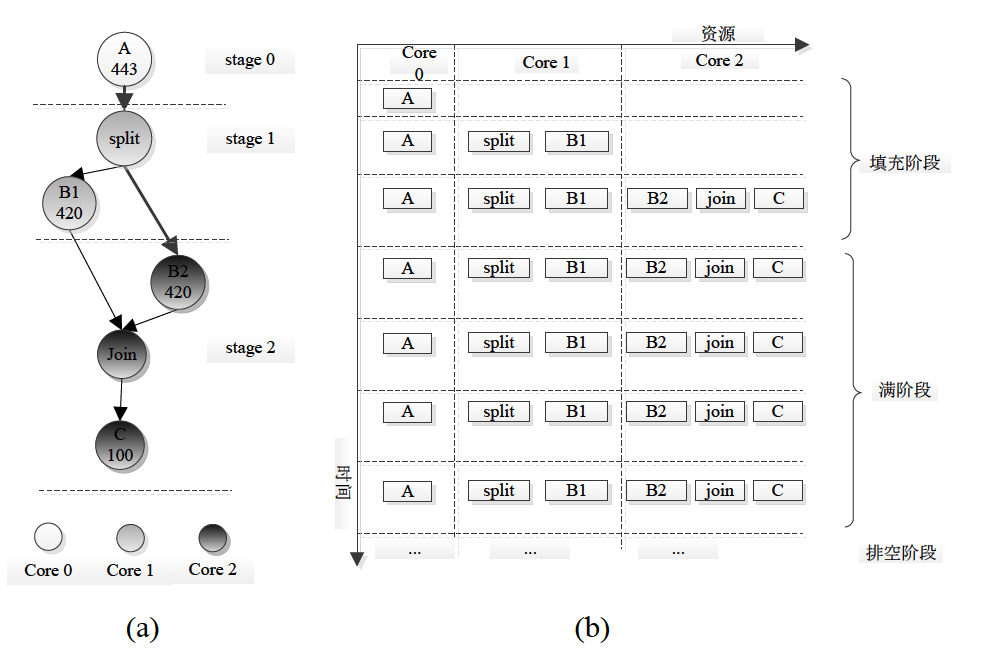 A
443
stage 0
split
stage 1
B1
420
B2
420
Join
stage 2
C
100
Core 0
Core 1
Core 2
(a)
资源
Core
0
Core 1
Core 2
A
A
split
B1
A
split
B1
B2
join
C
填充阶段
A
split
B1
B2
join
C
A
split
B1
B2
join
C
A
split
B1
B2
join
C
A
split
B1
B2
join
C
满阶段
时间
...
...
...
排空阶段
(b)